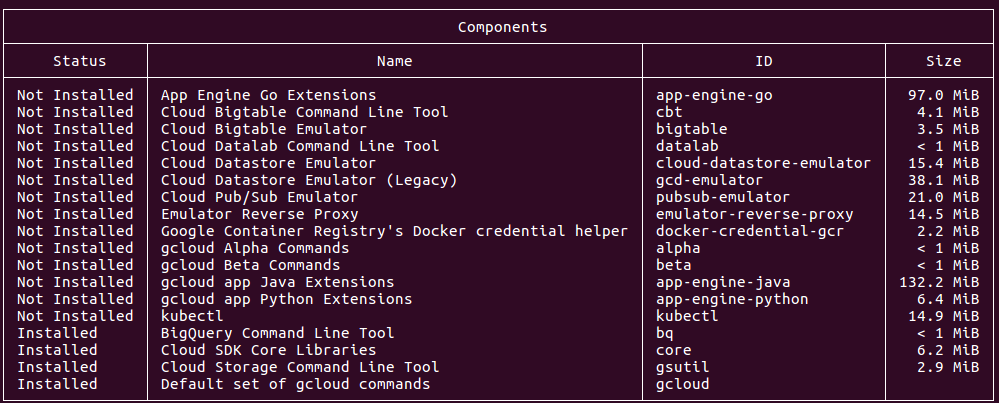 Components
Status Name ID Size
Not Installed App Engine Go Extensions app-engine-go 97.0 MiB
Not Installed Cloud Bigtable Command Line Tool cbt 4.1 MiB
Not Installed Cloud Bigtable Emulator bigtable 3.5 MiB
Not Installed Cloud Datalab Command Line Tool datalab < 1 MiB
Not Installed Cloud Datastore Emulator cloud-datastore-emulator 15.4 MiB
Not Installed Cloud Datastore Emulator (Legacy) gcd-emulator 38.1 MiB
Not Installed Cloud Pub/Sub Emulator pubsub-emulator 21.0 MiB
Not Installed Emulator Reverse Proxy emulator-reverse-proxy 14.5 MiB
Not Installed Google Container Registry's Docker credential helper docker-credential-gcr 2.2 MiB
Not Installed gcloud Alpha Commands alpha < 1 MiB
Not Installed gcloud Beta Commands beta < 1 MiB
Not Installed gcloud app Java Extensions app-engine-java 132.2 MiB
Not Installed gcloud app Python Extensions app-engine-python 6.4 MiB
Not Installed kubectl kubectl 14.9 MiB
Installed BigQuery Command Line Tool bq < 1 MiB
Installed Cloud SDK Core Libraries core 6.2 MiB
Installed Cloud Storage Command Line Tool gsutil 2.9 MiB
Installed Default set of gcloud commands gcloud